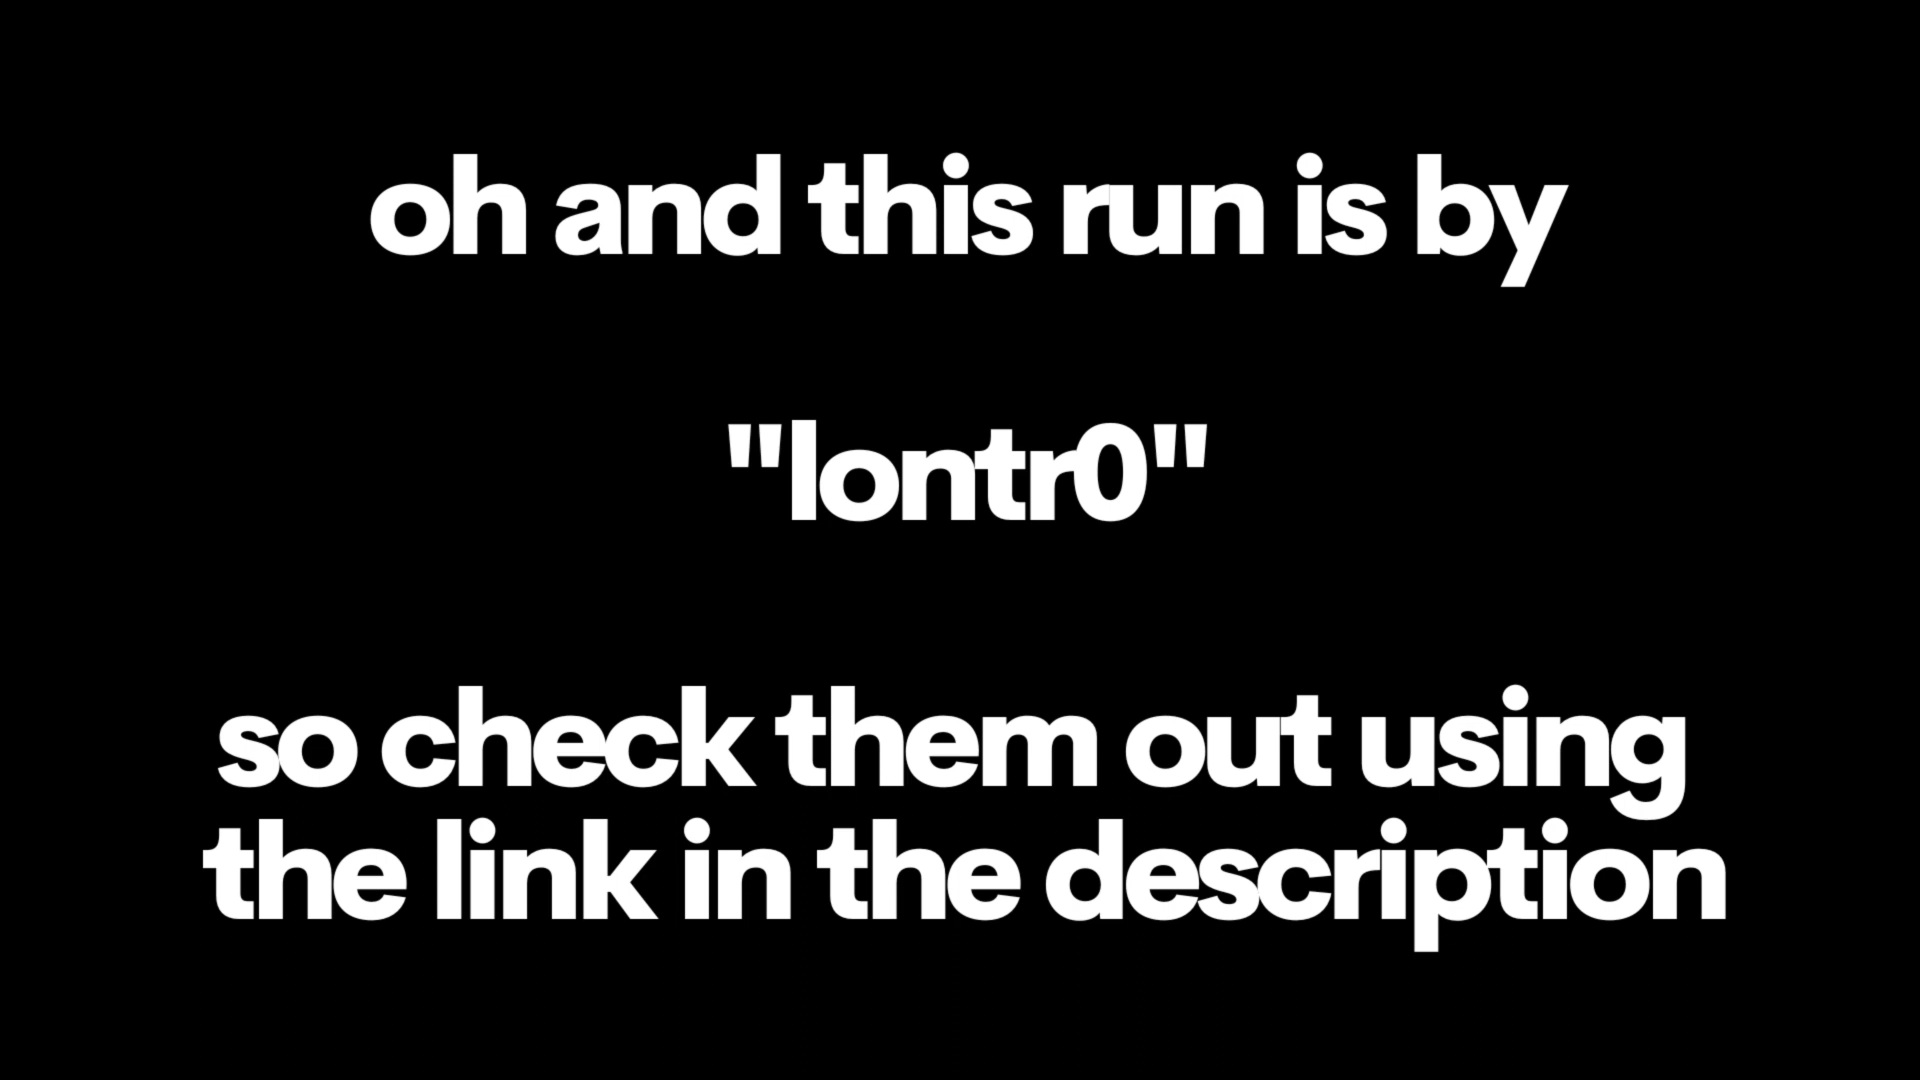 oh and this run is by
"lontr0"
so check them out using
the link in the description